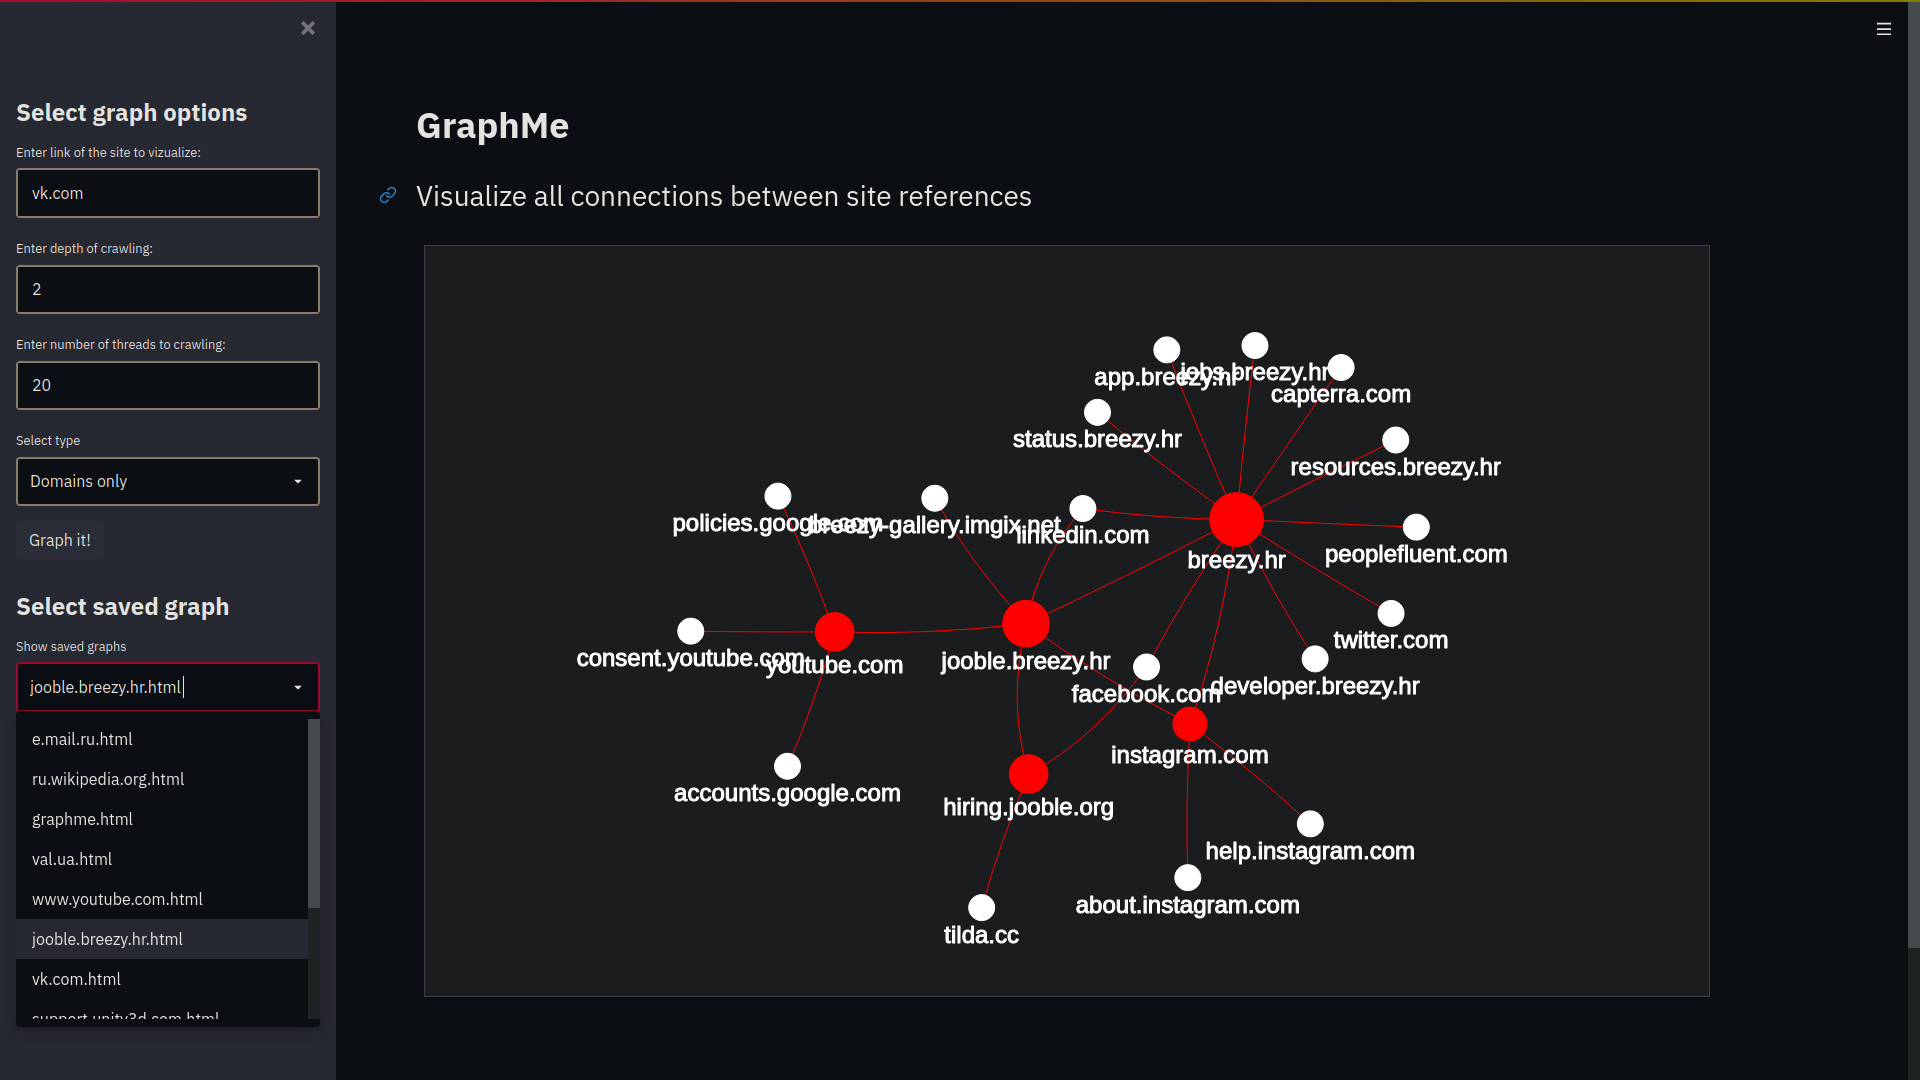 Select graph options
Enter link of the site to vizualize:
vk.com
Enter depth of crawling:
2
Enter number of threads to crawling:
20
Select type
Domains only
Graph it!
Select saved graph
Show saved graphs
jooble.breezy.hr.html
e.mail.ru.html
ru.wikipedia.org.html
graphme.html
val.ua.html
www.youtube.com.html
jooble.breezy.hr.html
vk.com.html
support.unity3d.com.html
GraphMe
Visualize all connections between site references
app.breezy.hr
jobs.breezy.hr
capterra.com
status.breezy.hr
resources.breezy.hr
policies.google.com
breezy-gallery.imgix.net
linkedin.com
breezy.hr
peoplefluent.com
twitter.com
consent.youtube.com
youtube.com
jooble.breezy.hr
facebook.com
developer.breezy.hr
instagram.com
accounts.google.com
hiring.jooble.org
help.instagram.com
about.instagram.com
tilda.cc